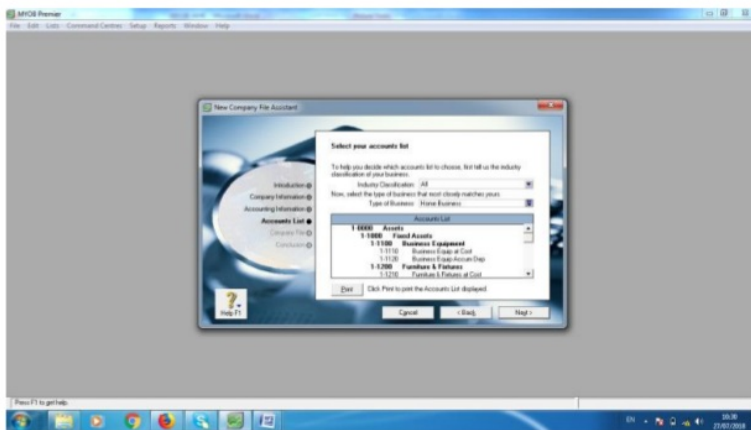 MYOB Premier
File Edit Lists Command Centres Setup Reports Window Help
New Company File Assistant
Select your accounts list
To help you decide which accounts list to choose, first tell us the industry
classification of your business.
Industry Classification: All
Now, select the type of business that most closely matches yours.
Type of Business: Home Business
Introduction
Company Information
Accounting Information
Accounts List
Company File
Conclusion
Accounts List
1-0000 Assets
1-1000 Fixed Assets
1-1100 Business Equipment
1-1110 Business Equip at Cost
1-1120 Business Equip Accum Dep
1-1200 Furniture & Fixtures
1-1210 Furniture & Fixtures at Cost
Print Click Print to print the Accounts List displayed.
Help F1
Cancel < Back Next >
Press F1 to get help.
EN 10:30
27/07/2018